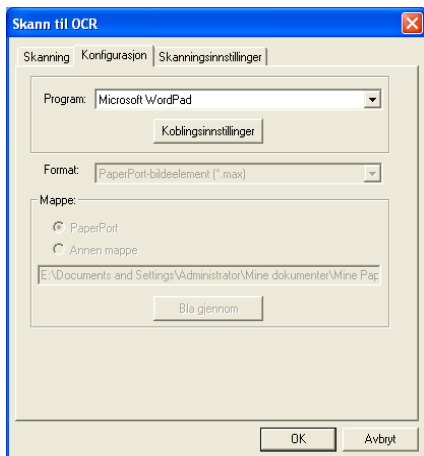 Skann til OCR
Skanning Konfigurasjon Skanningsinnstillinger
Program: Microsoft WordPad
Koblingsinnstillinger
Format: PaperPort-bildeelement (*.max)
Mappe:
PaperPort
Annen mappe
E:\Documents and Settings\Administrator\Mine dokumenter\Mine Pap
Bla gjennom
OK Avbryt